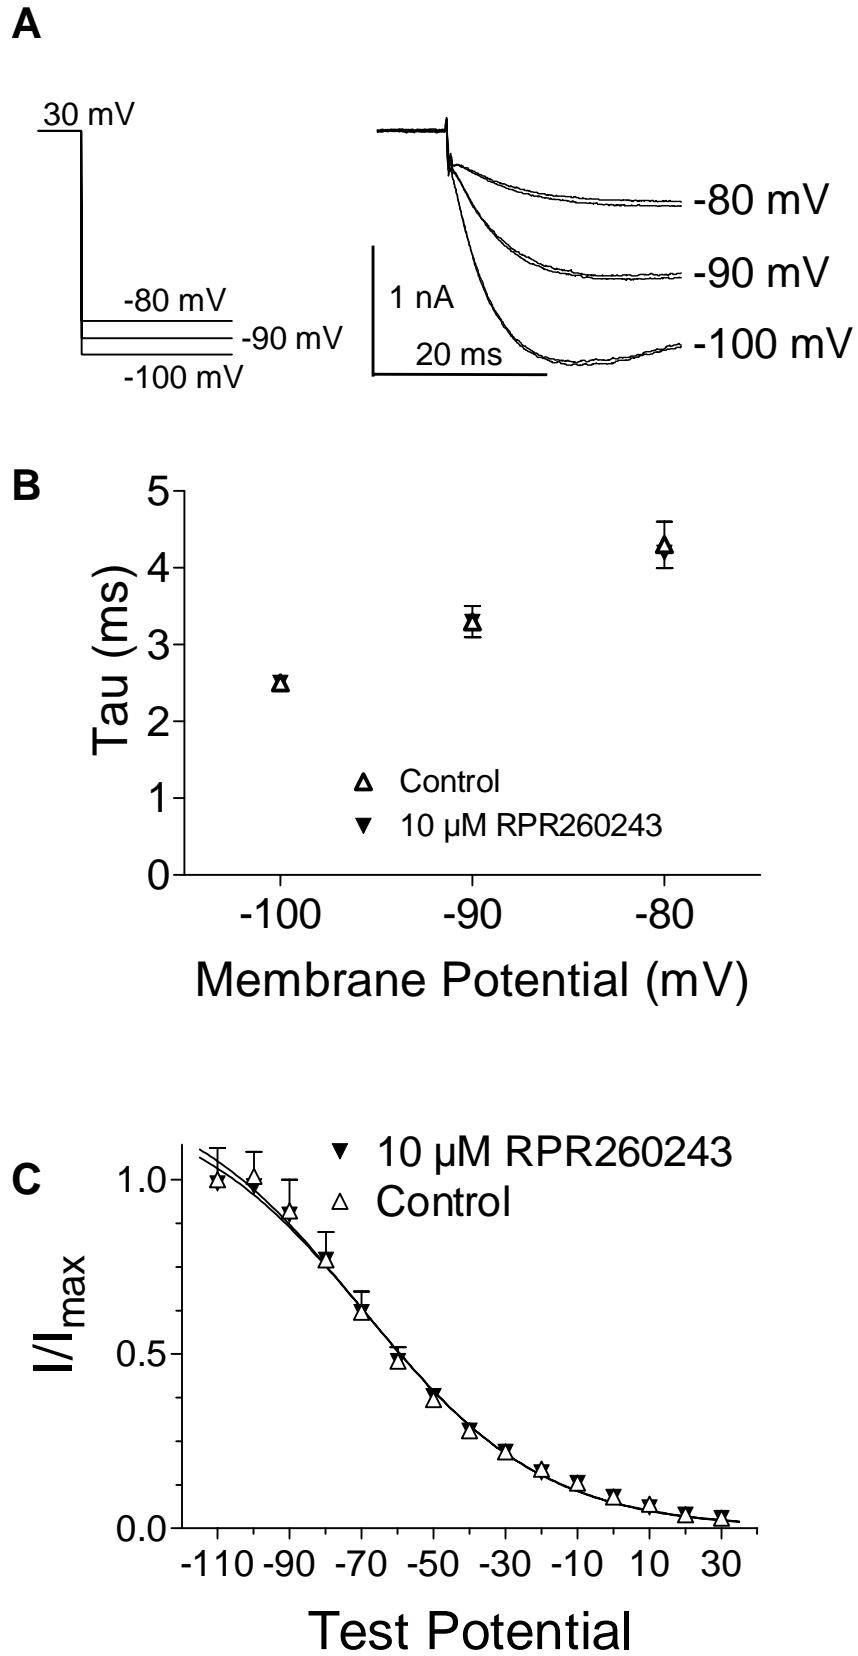 A
30 mV
-80 mV
-90 mV
-100 mV
-80 mV
-90 mV
-100 mV
1 nA
20 ms
B
5
4
3
2
1
0
Tau (ms)
Control
10 µM RPR260243
-100 -90 -80
Membrane Potential (mV)
C
10 µM RPR260243
Control
1.0
0.5
0.0
I/Imax
-110 -90 -70 -50 -30 -10 10 30
Test Potential